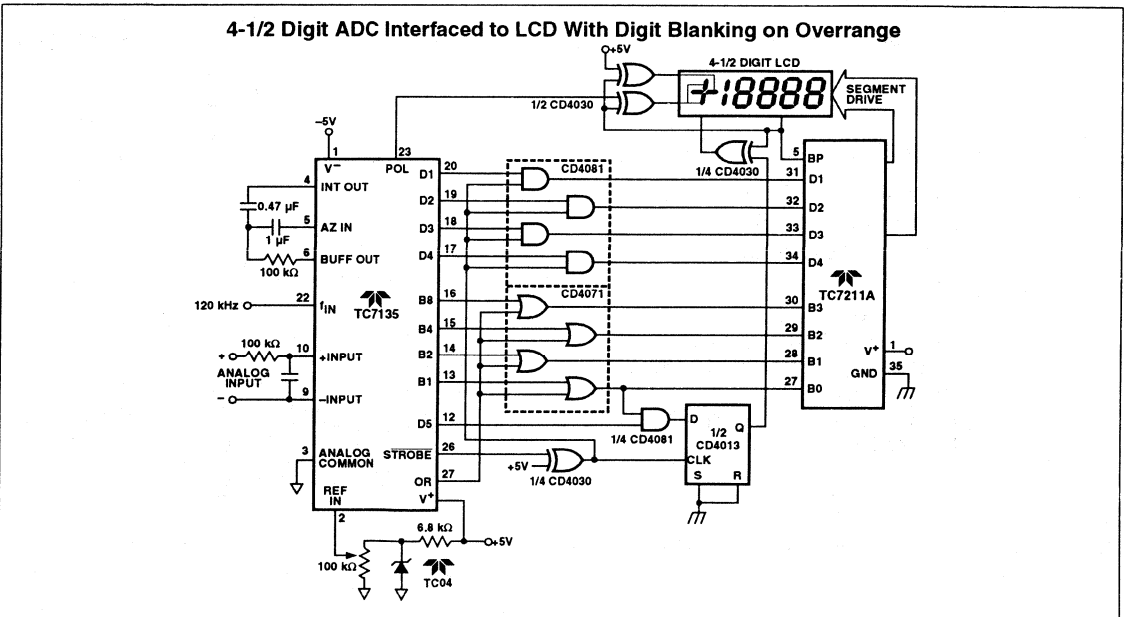 4-1/2 Digit ADC Interfaced to LCD With Digit Blanking on Overrange
+5V
4-1/2 DIGIT LCD
+18888
SEGMENT
DRIVE
1/2 CD4030
–5V
1
V–
23
POL
20
D1
CD4081
1/4 CD4030
5
BP
31
D1
4
INT OUT
0.47 µF
19
D2
32
D2
5
AZ IN
1 µF
18
D3
33
D3
6
BUFF OUT
100 kΩ
17
D4
34
D4
TC7211A
CD4071
120 kHz
22
fIN
TC7135
16
B8
30
B3
15
B4
29
B2
100 kΩ
+
10
+INPUT
14
B2
28
B1
V+
1
ANALOG
INPUT
GND
35
–
9
–INPUT
13
B1
27
B0
12
D5
1/4 CD4081
D
Q
1/2
CD4013
3
ANALOG
COMMON
26
STROBE
+5V
1/4 CD4030
CLK
S
R
27
OR
REF
IN
V+
2
6.8 kΩ
+5V
100 kΩ
TC04